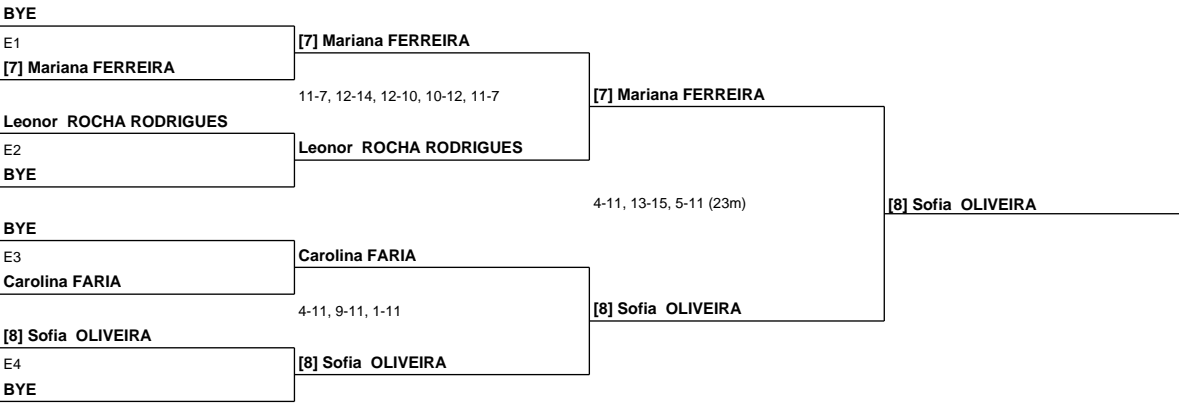 BYE
E1
[7] Mariana FERREIRA
[7] Mariana FERREIRA
11-7, 12-14, 12-10, 10-12, 11-7
[7] Mariana FERREIRA
Leonor ROCHA RODRIGUES
E2
Leonor ROCHA RODRIGUES
BYE
4-11, 13-15, 5-11 (23m)
[8] Sofia OLIVEIRA
BYE
E3
Carolina FARIA
Carolina FARIA
4-11, 9-11, 1-11
[8] Sofia OLIVEIRA
[8] Sofia OLIVEIRA
E4
[8] Sofia OLIVEIRA
BYE